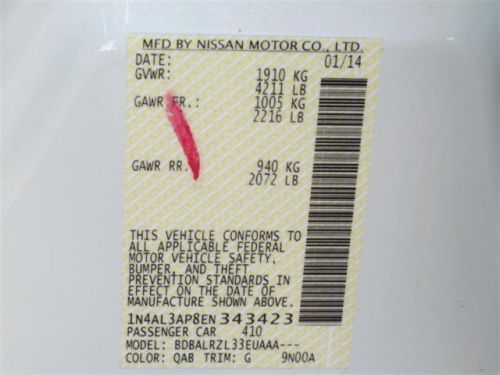 MFD BY NISSAN MOTOR CO., LTD.
DATE: 01/14
GVWR: 1910 KG
4211 LB
GAWR FR.: 1005 KG
2216 LB
GAWR RR. 940 KG
2072 LB
THIS VEHICLE CONFORMS TO
ALL APPLICABLE FEDERAL
MOTOR VEHICLE SAFETY,
BUMPER, AND THEFT
PREVENTION STANDARDS IN
EFFECT ON THE DATE OF
MANUFACTURE SHOWN ABOVE.
1N4AL3AP8EN 343423
PASSENGER CAR 410
MODEL: BDBALRZL33EUAAA---
COLOR: QAB TRIM: G 9N00A